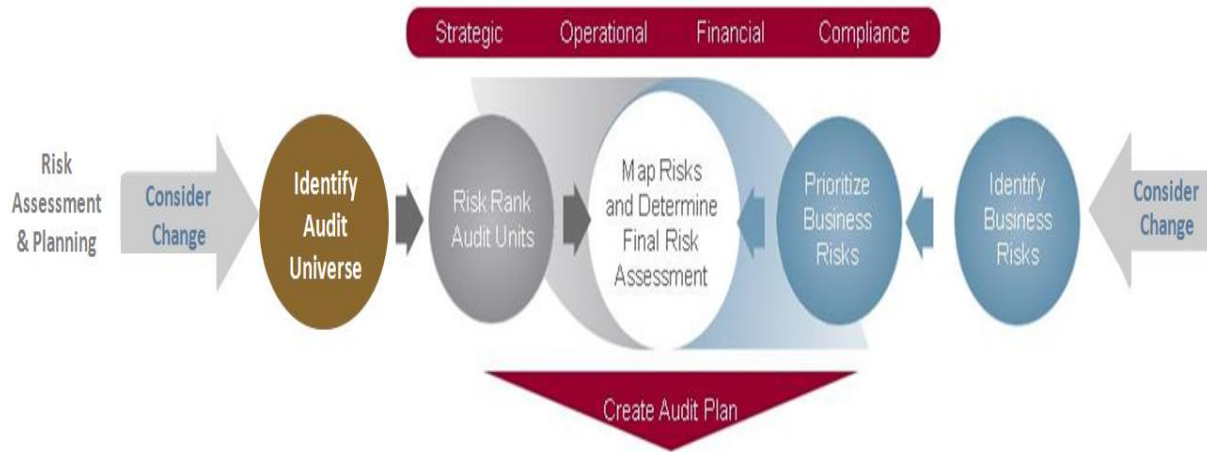 Strategic Operational Financial Compliance
Risk
Assessment
& Planning
Consider
Change
Identify
Audit
Universe
Risk Rank
Audit Units
Map Risks
and Determine
Final Risk
Assessment
Prioritize
Business
Risks
Identify
Business
Risks
Consider
Change
Create Audit Plan